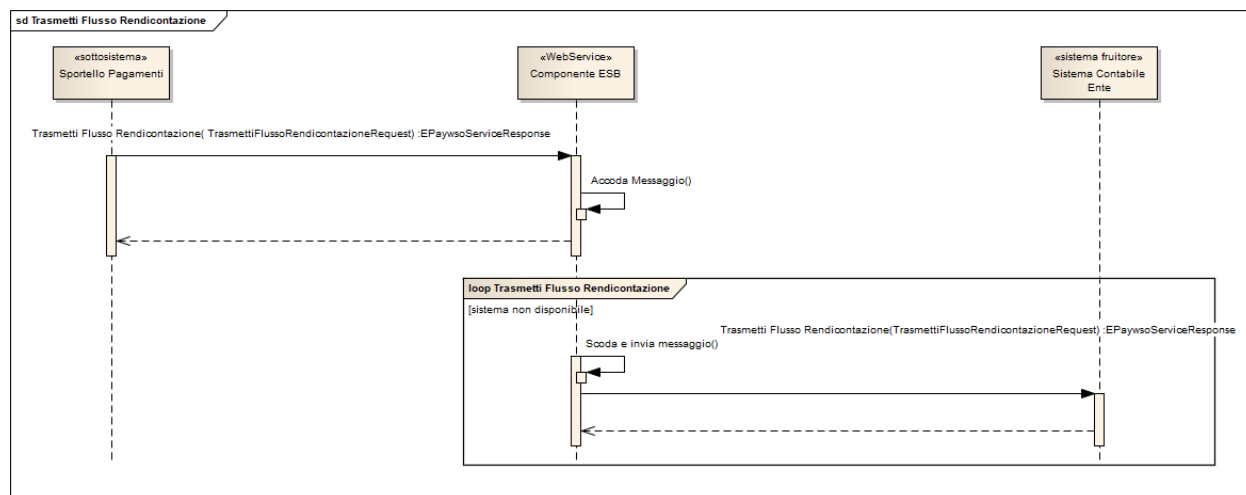 sd Trasmetti Flusso Rendicontazione
«sottosistema»
Sportello Pagamenti
«WebService»
Componente ESB
«sistema fruitore»
Sistema Contabile
Ente
Trasmetti Flusso Rendicontazione( TrasmettiFlussoRendicontazioneRequest) :EPaywsoServiceResponse
Accoda Messaggio()
loop Trasmetti Flusso Rendicontazione
[sistema non disponibile]
Trasmetti Flusso Rendicontazione(TrasmettiFlussoRendicontazioneRequest) :EPaywsoServiceResponse
Scoda e invia messaggio()